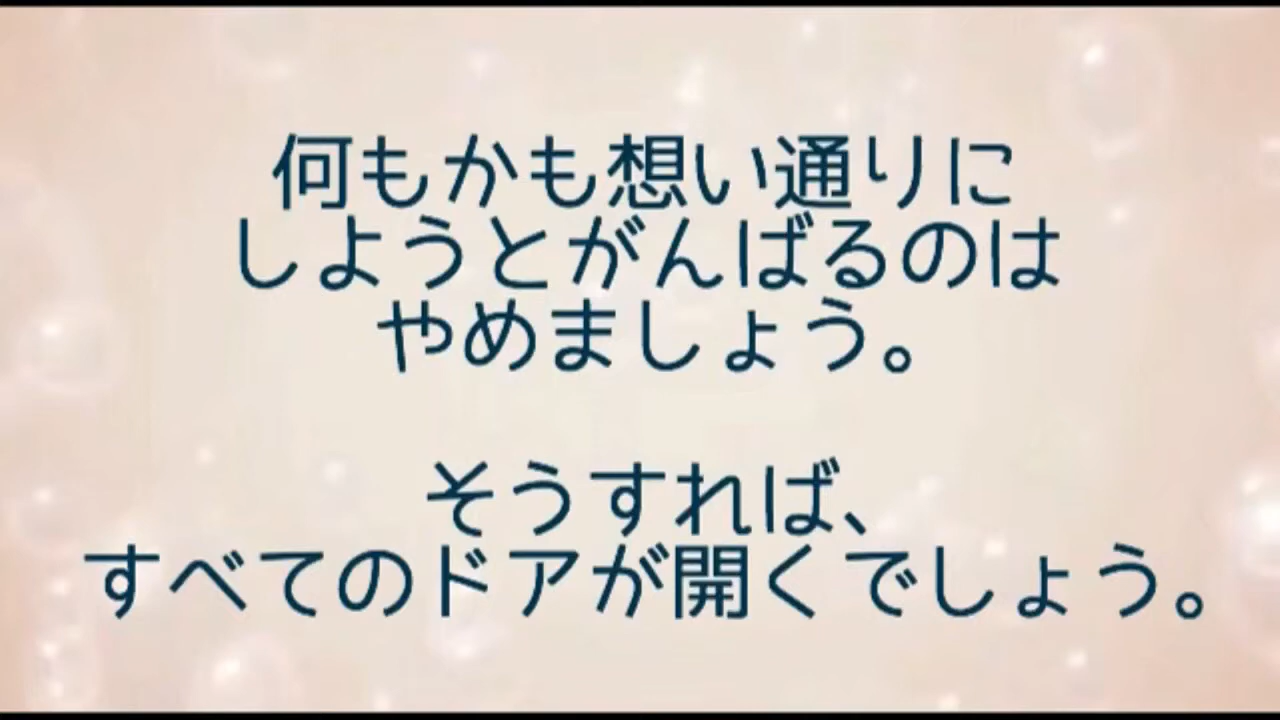 何もかも想い通りに
しようとがんばるのは
やめましょう。
そうすれば、
すべてのドアが開くでしょう。